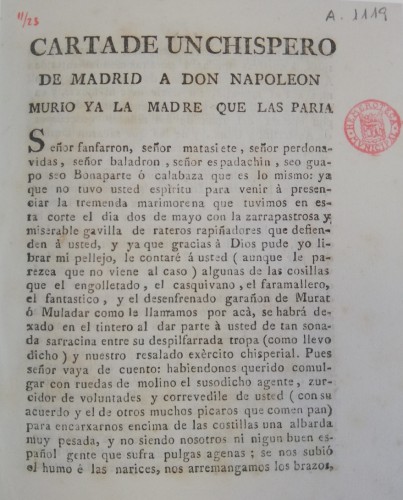 11/23
A. 1119
CARTA DE UN CHISPERO
DE MADRID A DON NAPOLEON
MURIO YA LA MADRE QUE LAS PARIA
Señor fanfarron, señor matasiete, señor perdona-
vidas, señor baladron, señor espadachin, seo gua-
po seo Bonaparte ó calabaza que es lo mismo: ya
que no tuvo usted espiritu para venir á presen-
ciar la tremenda marimorena que tuvimos en es-
ra corte el dia dos de mayo con la zarrapastrosa y
miserable gavilla de rateros rapiñadores que defien-
den á usted, y ya que gracias á Dios pude yo li-
brar mi pellejo, le contaré á usted ( aunque le pa-
rezca que no viene al caso ) algunas de las cosillas
que el engolletado, el casquivano, el faramallero,
el fantastico, y el desenfrenado garañon de Murat
ó Muladar como le llamamos por acà, se habrá de-
xado en el tintero al dar parte à usted de tan sona-
da sarracina entre su despilfarrada tropa (como llevo
dicho ) y nuestro resalado exèrcito chisperial. Pues
señor vaya de cuento: habiendonos querido comul-
gar con ruedas de molino el susodicho agente, zur-
cidor de voluntades y correvedile de usted ( con su
acuerdo y el de otros muchos picaros que comen pan)
para encarxarnos encima de las costillas una albarda
muy pesada, y no siendo nosotros ni nigun buen es-
pañol gente que sufra pulgas agenas; se nos subió
el humo é las narices, nos arremangamos los brazos,